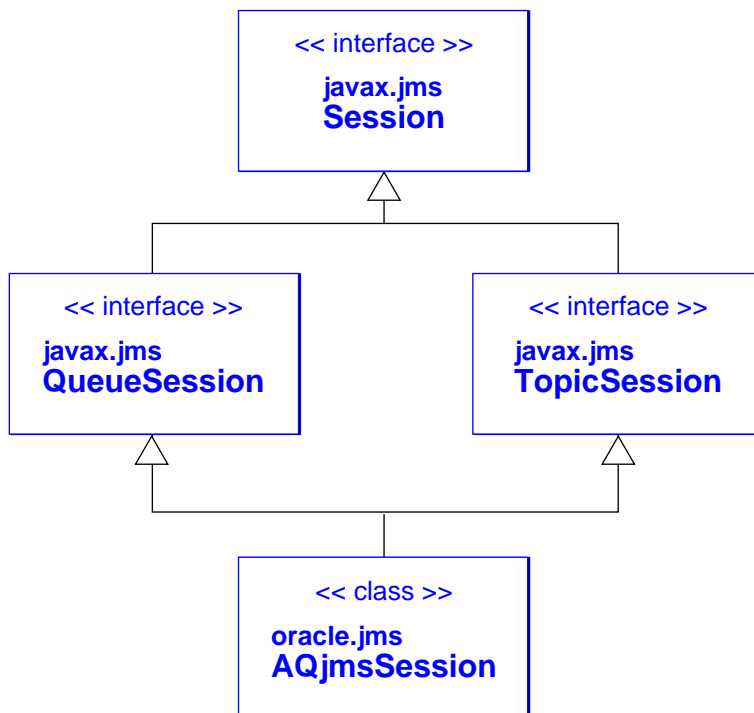 << interface >>
javax.jms
Session
<< interface >>
javax.jms
QueueSession
<< interface >>
javax.jms
TopicSession
<< class >>
oracle.jms
AQjmsSession